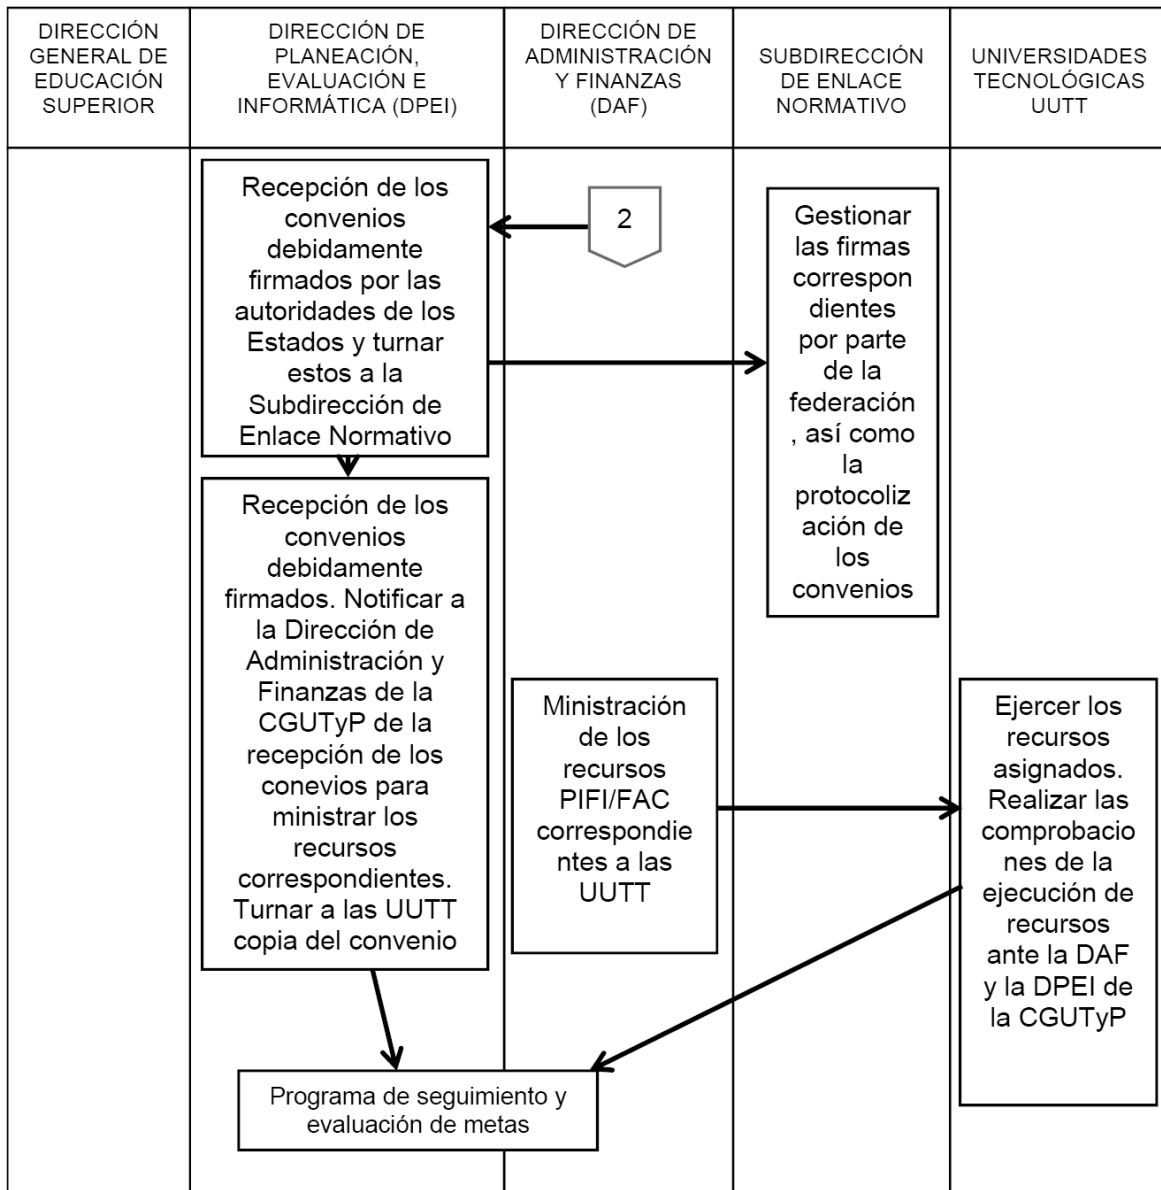 DIRECCIÓN
GENERAL DE
EDUCACIÓN
SUPERIOR
DIRECCIÓN DE
PLANEACIÓN,
EVALUACIÓN E
INFORMÁTICA (DPEI)
DIRECCIÓN DE
ADMINISTRACIÓN
Y FINANZAS
(DAF)
SUBDIRECCIÓN
DE ENLACE
NORMATIVO
UNIVERSIDADES
TECNOLÓGICAS
UUTT
Recepción de los
convenios
debidamente
firmados por las
autoridades de los
Estados y turnar
estos a la
Subdirección de
Enlace Normativo
2
Gestionar
las firmas
correspon
dientes
por parte
de la
federación
, así como
la
protocoliz
ación de
los
convenios
Recepción de los
convenios
debidamente
firmados. Notificar a
la Dirección de
Administración y
Finanzas de la
CGUTyP de la
recepción de los
conevios para
ministrar los
recursos
correspondientes.
Turnar a las UUTT
copia del convenio
Ministración
de los
recursos
PIFI/FAC
correspondie
ntes a las
UUTT
Ejercer los
recursos
asignados.
Realizar las
comprobacio
nes de la
ejecución de
recursos
ante la DAF
y la DPEI de
la CGUTyP
Programa de seguimiento y
evaluación de metas